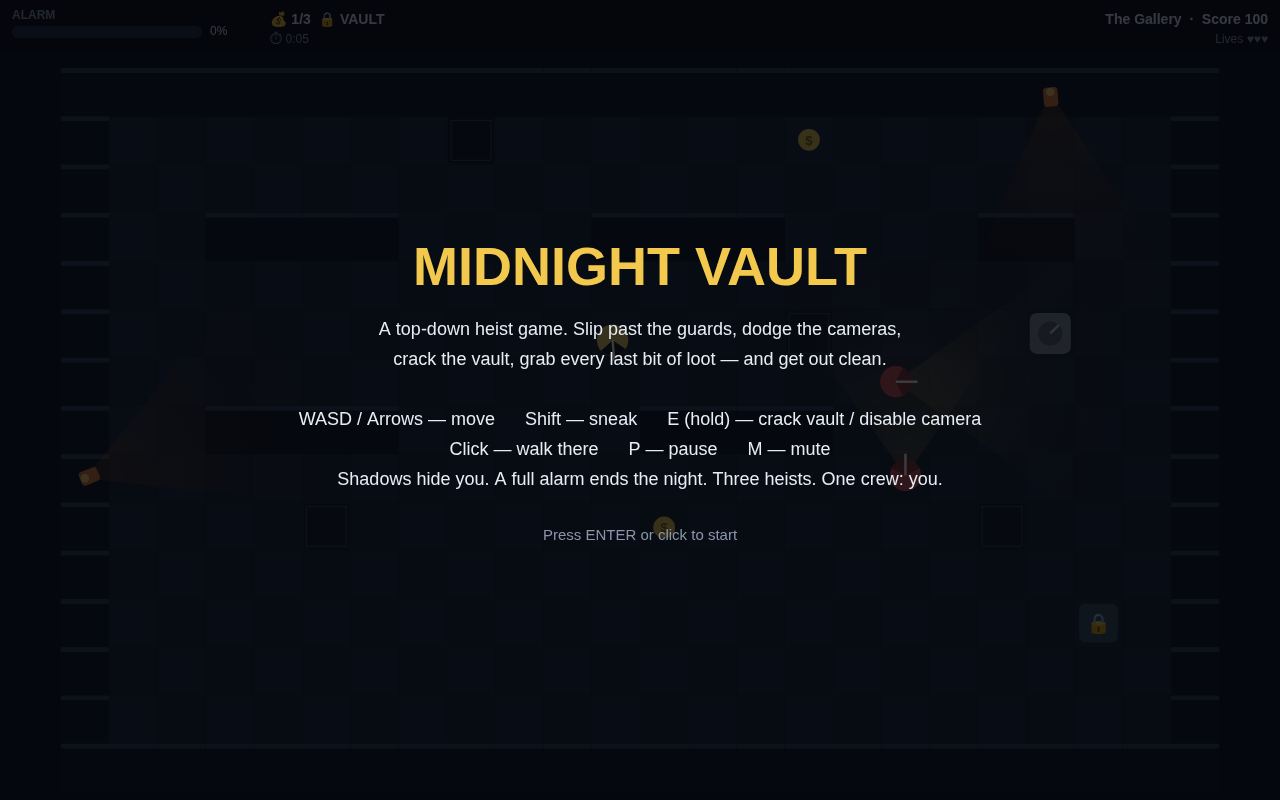 ALARM
0%
💰 1/3 🔒 VAULT
⏱ 0:05
The Gallery · Score 100
Lives ♥♥♥
$
MIDNIGHT VAULT
A top-down heist game. Slip past the guards, dodge the cameras,
crack the vault, grab every last bit of loot — and get out clean.
WASD / Arrows — move Shift — sneak E (hold) — crack vault / disable camera
Click — walk there P — pause M — mute
Shadows hide you. A full alarm ends the night. Three heists. One crew: you.
$
Press ENTER or click to start